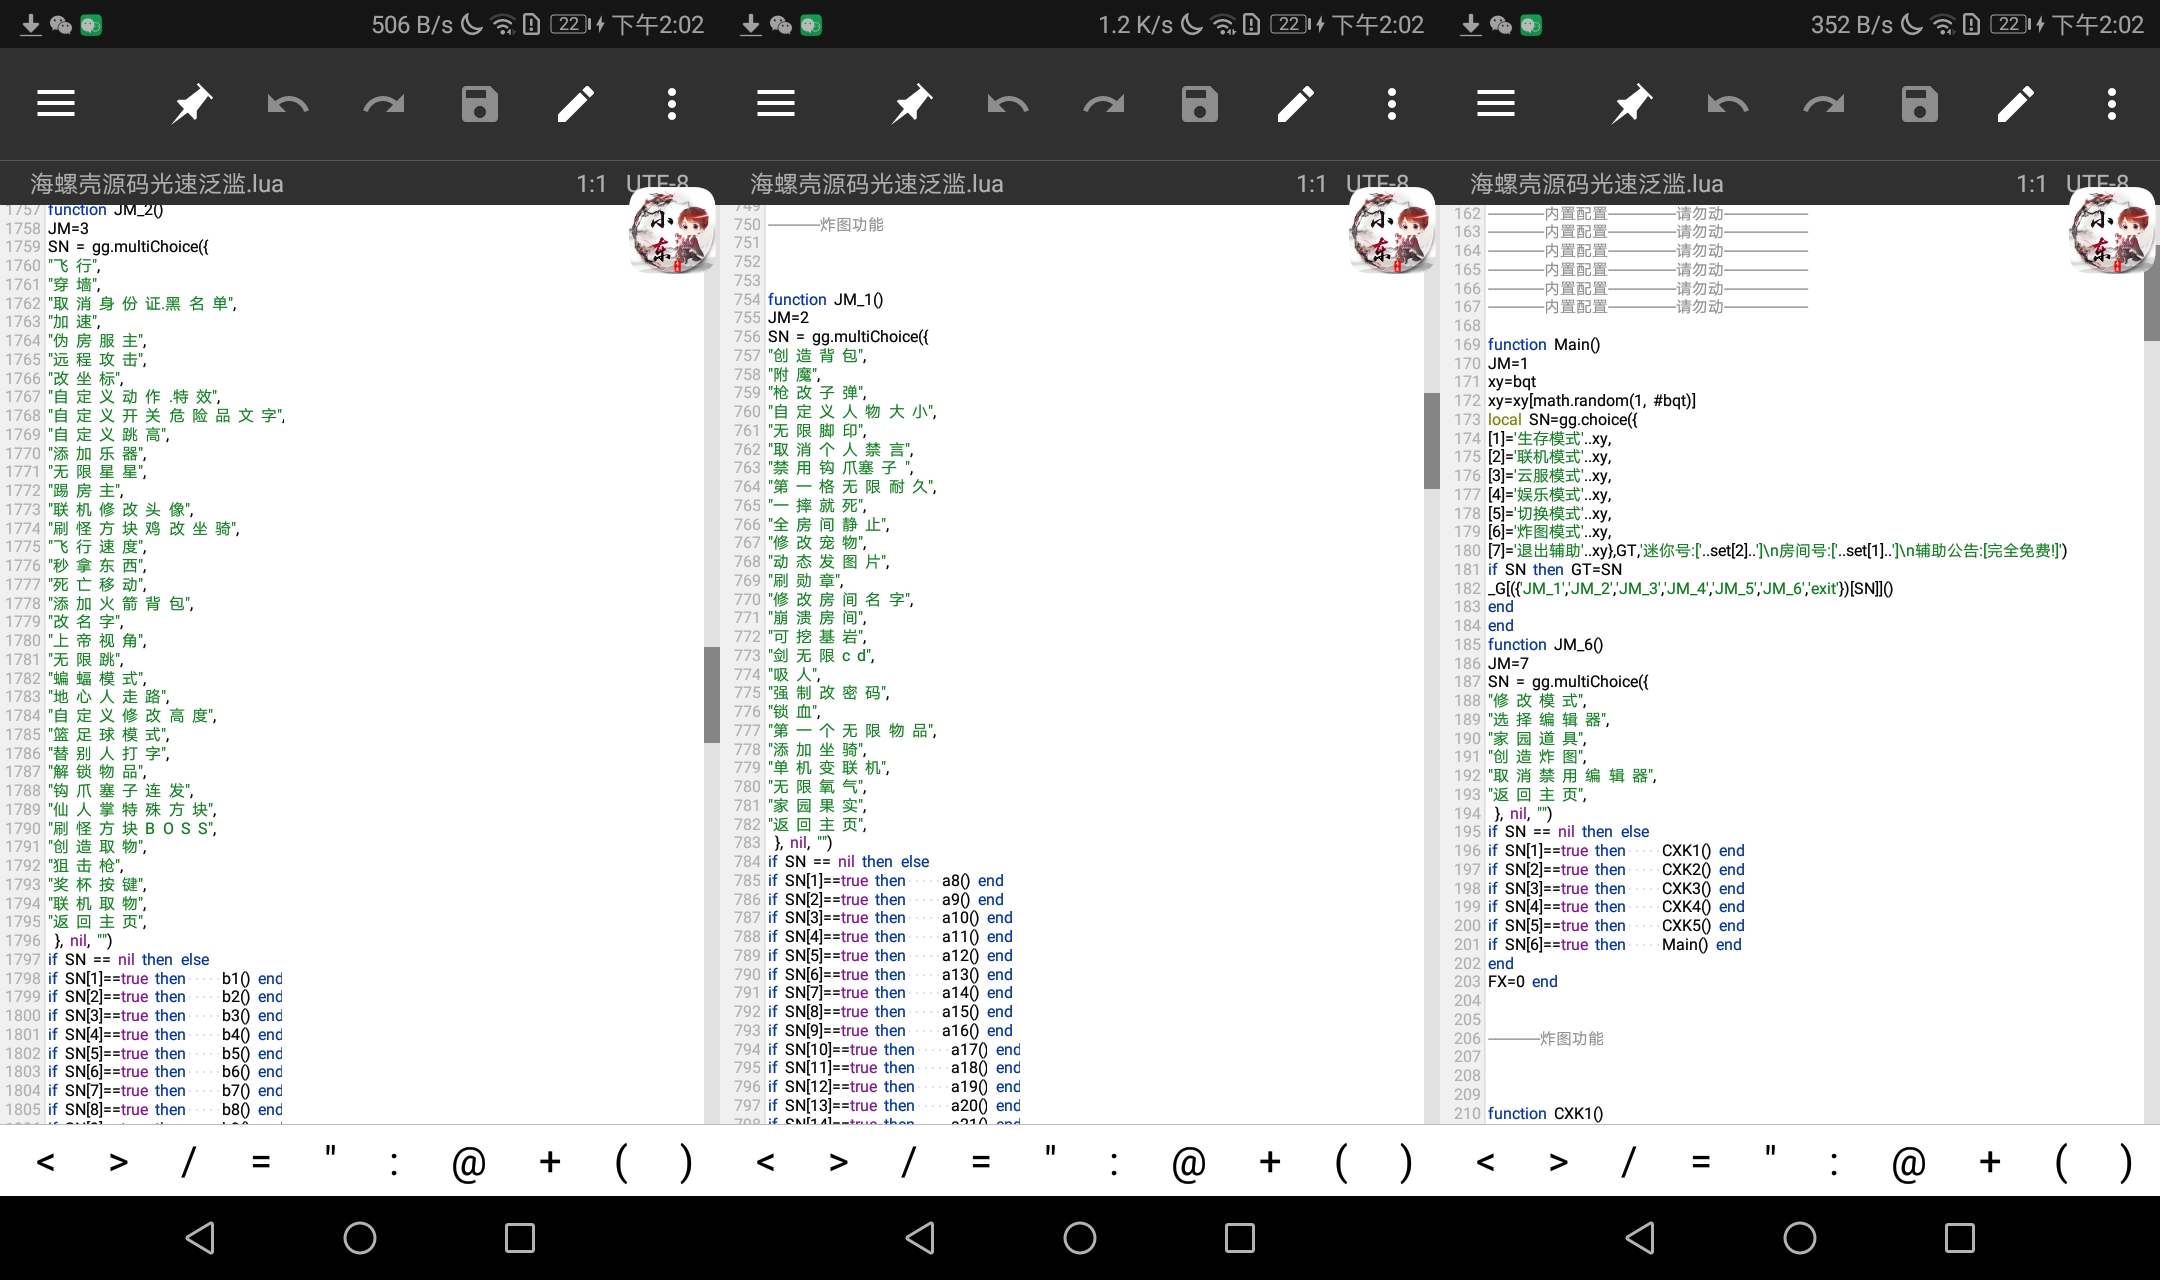 506 B/s 22 下午2:02
海螺壳源码光速泛滥.lua 1:1 UTF-8
小东
1757 function JM_2()
1758 JM=3
1759 SN = gg.multiChoice({
1760 "飞 行",
1761 "穿 墙",
1762 "取 消 身 份 证.黑 名 单",
1763 "加 速",
1764 "伪 房 服 主",
1765 "远 程 攻 击",
1766 "改 坐 标",
1767 "自 定 义 动 作 .特 效",
1768 "自 定 义 开 关 危 险 品 文 字",
1769 "自 定 义 跳 高",
1770 "添 加 乐 器",
1771 "无 限 星 星",
1772 "踢 房 主",
1773 "联 机 修 改 头 像",
1774 "刷 怪 方 块 鸡 改 坐 骑",
1775 "飞 行 速 度",
1776 "秒 拿 东 西",
1777 "死 亡 移 动",
1778 "添 加 火 箭 背 包",
1779 "改 名 字",
1780 "上 帝 视 角",
1781 "无 限 跳",
1782 "蝙 蝠 模 式",
1783 "地 心 人 走 路",
1784 "自 定 义 修 改 高 度",
1785 "篮 足 球 模 式",
1786 "替 别 人 打 字",
1787 "解 锁 物 品",
1788 "钩 爪 塞 子 连 发",
1789 "仙 人 掌 特 殊 方 块",
1790 "刷 怪 方 块 B O S S",
1791 "创 造 取 物",
1792 "狙 击 枪",
1793 "奖 杯 按 键",
1794 "联 机 取 物",
1795 "返 回 主 页",
1796 }, nil, "")
1797 if SN == nil then else
1798 if SN[1]==true then b1() end
1799 if SN[2]==true then b2() end
1800 if SN[3]==true then b3() end
1801 if SN[4]==true then b4() end
1802 if SN[5]==true then b5() end
1803 if SN[6]==true then b6() end
1804 if SN[7]==true then b7() end
1805 if SN[8]==true then b8() end
< > / = " : @ + ( )
1.2 K/s 22 下午2:02
海螺壳源码光速泛滥.lua 1:1 UTF-8
小东
749
750 ————炸图功能
751
752
753
754 function JM_1()
755 JM=2
756 SN = gg.multiChoice({
757 "创 造 背 包",
758 "附 魔",
759 "枪 改 子 弹",
760 "自 定 义 人 物 大 小",
761 "无 限 脚 印",
762 "取 消 个 人 禁 言",
763 "禁 用 钩 爪塞 子 ",
764 "第 一 格 无 限 耐 久",
765 "一 摔 就 死",
766 "全 房 间 静 止",
767 "修 改 宠 物",
768 "动 态 发 图 片",
769 "刷 勋 章",
770 "修 改 房 间 名 字",
771 "崩 溃 房 间",
772 "可 挖 基 岩",
773 "剑 无 限 c d",
774 "吸 人",
775 "强 制 改 密 码",
776 "锁 血",
777 "第 一 个 无 限 物 品",
778 "添 加 坐 骑",
779 "单 机 变 联 机",
780 "无 限 氧 气",
781 "家 园 果 实",
782 "返 回 主 页",
783 }, nil, "")
784 if SN == nil then else
785 if SN[1]==true then a8() end
786 if SN[2]==true then a9() end
787 if SN[3]==true then a10() end
788 if SN[4]==true then a11() end
789 if SN[5]==true then a12() end
790 if SN[6]==true then a13() end
791 if SN[7]==true then a14() end
792 if SN[8]==true then a15() end
793 if SN[9]==true then a16() end
794 if SN[10]==true then a17() end
795 if SN[11]==true then a18() end
796 if SN[12]==true then a19() end
797 if SN[13]==true then a20() end
798 if SN[14]==true then a21() end
< > / = " : @ + ( )
352 B/s 22 下午2:02
海螺壳源码光速泛滥.lua 1:1 UTF-8
小东
162 ————内置配置————请勿动————
163 ————内置配置————请勿动————
164 ————内置配置————请勿动————
165 ————内置配置————请勿动————
166 ————内置配置————请勿动————
167 ————内置配置————请勿动————
168
169 function Main()
170 JM=1
171 xy=bqt
172 xy=xy[math.random(1, #bqt)]
173 local SN=gg.choice({
174 [1]='生存模式'..xy,
175 [2]='联机模式'..xy,
176 [3]='云服模式'..xy,
177 [4]='娱乐模式'..xy,
178 [5]='切换模式'..xy,
179 [6]='炸图模式'..xy,
180 [7]='退出辅助'..xy},GT,'迷你号:['..set[2]..']\n房间号:['..set[1]..']\n辅助公告:[完全免费!]')
181 if SN then GT=SN
182 _G[({'JM_1','JM_2','JM_3','JM_4','JM_5','JM_6','exit'})[SN]]()
183 end
184 end
185 function JM_6()
186 JM=7
187 SN = gg.multiChoice({
188 "修 改 模 式",
189 "选 择 编 辑 器",
190 "家 园 道 具",
191 "创 造 炸 图",
192 "取 消 禁 用 编 辑 器",
193 "返 回 主 页",
194 }, nil, "")
195 if SN == nil then else
196 if SN[1]==true then CXK1() end
197 if SN[2]==true then CXK2() end
198 if SN[3]==true then CXK3() end
199 if SN[4]==true then CXK4() end
200 if SN[5]==true then CXK5() end
201 if SN[6]==true then Main() end
202 end
203 FX=0 end
204
205
206 ————炸图功能
207
208
209
210 function CXK1()
< > / = " : @ + ( )